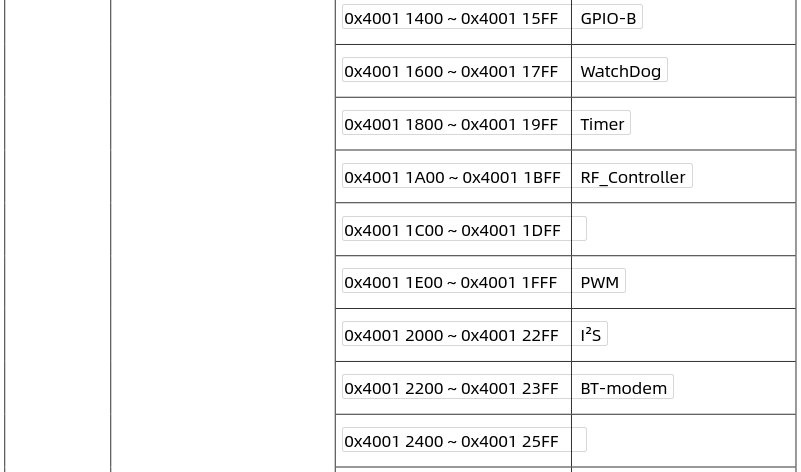 0x4001 1400 ~ 0x4001 15FF GPIO-B
0x4001 1600 ~ 0x4001 17FF WatchDog
0x4001 1800 ~ 0x4001 19FF Timer
0x4001 1A00 ~ 0x4001 1BFF RF_Controller
0x4001 1C00 ~ 0x4001 1DFF
0x4001 1E00 ~ 0x4001 1FFF PWM
0x4001 2000 ~ 0x4001 22FF I²S
0x4001 2200 ~ 0x4001 23FF BT-modem
0x4001 2400 ~ 0x4001 25FF